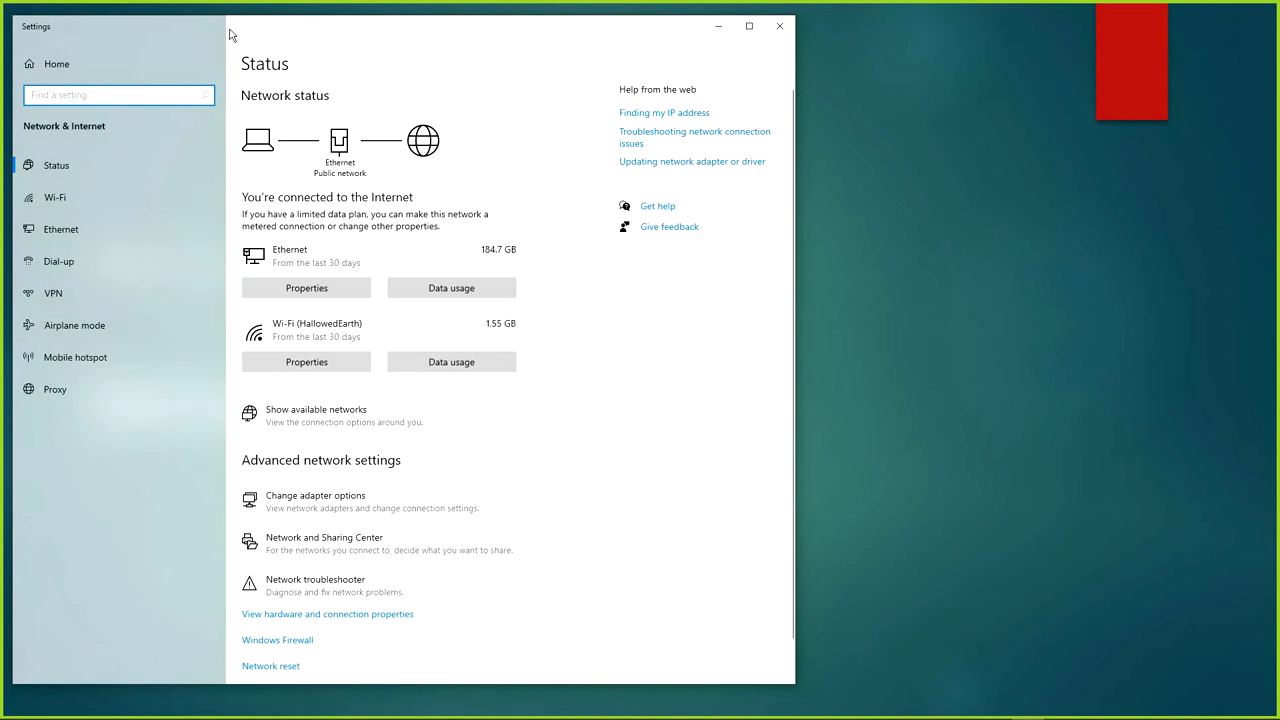 Settings
Home
Find a setting
Network & Internet
Status
Wi-Fi
Ethernet
Dial-up
VPN
Airplane mode
Mobile hotspot
Proxy
Status
Network status
Ethernet
Public network
You're connected to the Internet
If you have a limited data plan, you can make this network a
metered connection or change other properties.
Ethernet 184.7 GB
From the last 30 days
Properties Data usage
Wi-Fi (HallowedEarth) 1.55 GB
From the last 30 days
Properties Data usage
Show available networks
View the connection options around you.
Advanced network settings
Change adapter options
View network adapters and change connection settings.
Network and Sharing Center
For the networks you connect to, decide what you want to share.
Network troubleshooter
Diagnose and fix network problems.
View hardware and connection properties
Windows Firewall
Network reset
Help from the web
Finding my IP address
Troubleshooting network connection
issues
Updating network adapter or driver
Get help
Give feedback